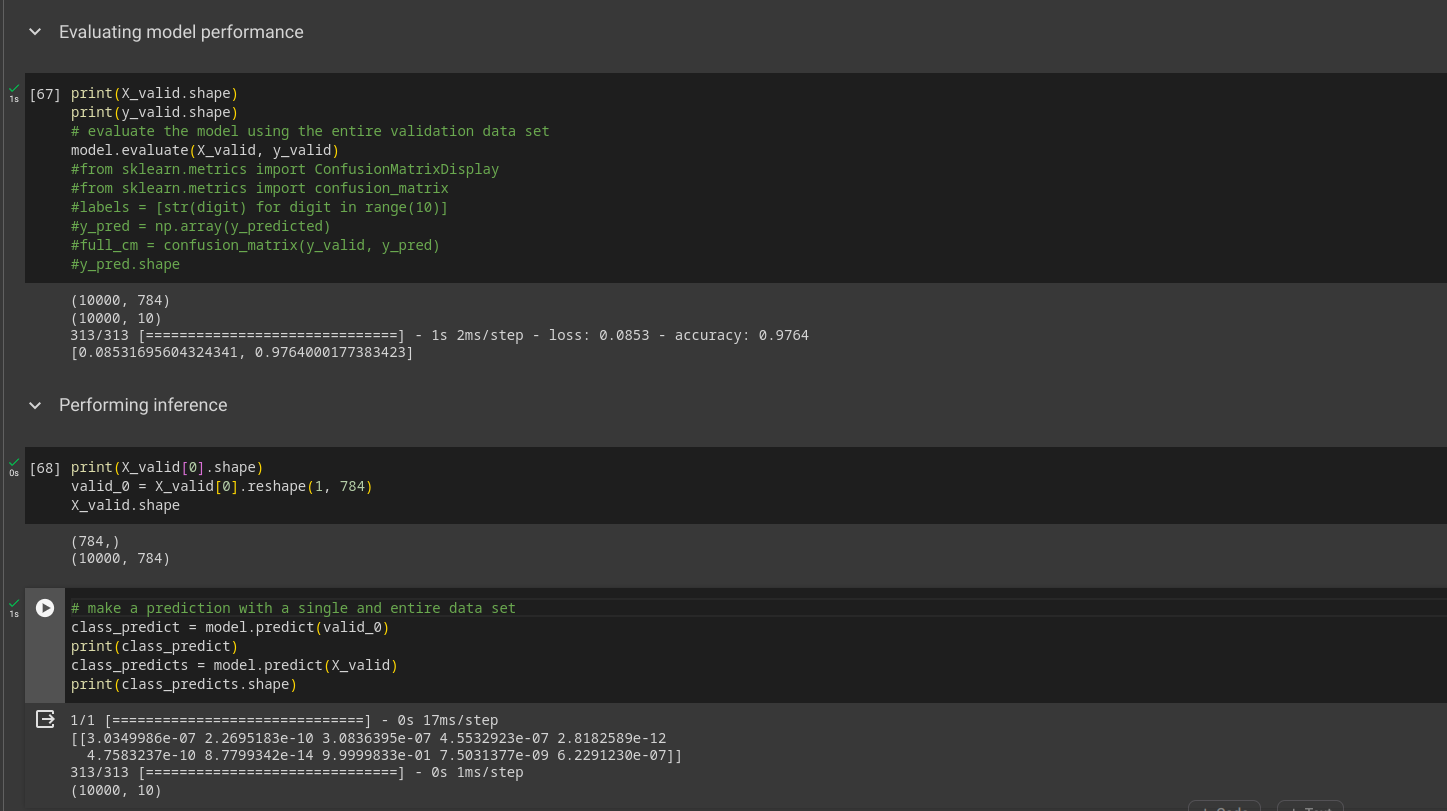 Evaluating model performance
1s
[67] print(X_valid.shape)
print(y_valid.shape)
# evaluate the model using the entire validation data set
model.evaluate(X_valid, y_valid)
#from sklearn.metrics import ConfusionMatrixDisplay
#from sklearn.metrics import confusion_matrix
#labels = [str(digit) for digit in range(10)]
#y_pred = np.array(y_predicted)
#full_cm = confusion_matrix(y_valid, y_pred)
#y_pred.shape
(10000, 784)
(10000, 10)
313/313 [==============================] - 1s 2ms/step - loss: 0.0853 - accuracy: 0.9764
[0.08531695604324341, 0.9764000177383423]
Performing inference
0s
[68] print(X_valid[0].shape)
valid_0 = X_valid[0].reshape(1, 784)
X_valid.shape
(784,)
(10000, 784)
1s
# make a prediction with a single and entire data set
class_predict = model.predict(valid_0)
print(class_predict)
class_predicts = model.predict(X_valid)
print(class_predicts.shape)
1/1 [==============================] - 0s 17ms/step
[[3.0349986e-07 2.2695183e-10 3.0836395e-07 4.5532923e-07 2.8182589e-12
4.7583237e-10 8.7799342e-14 9.9999833e-01 7.5031377e-09 6.2291230e-07]]
313/313 [==============================] - 0s 1ms/step
(10000, 10)